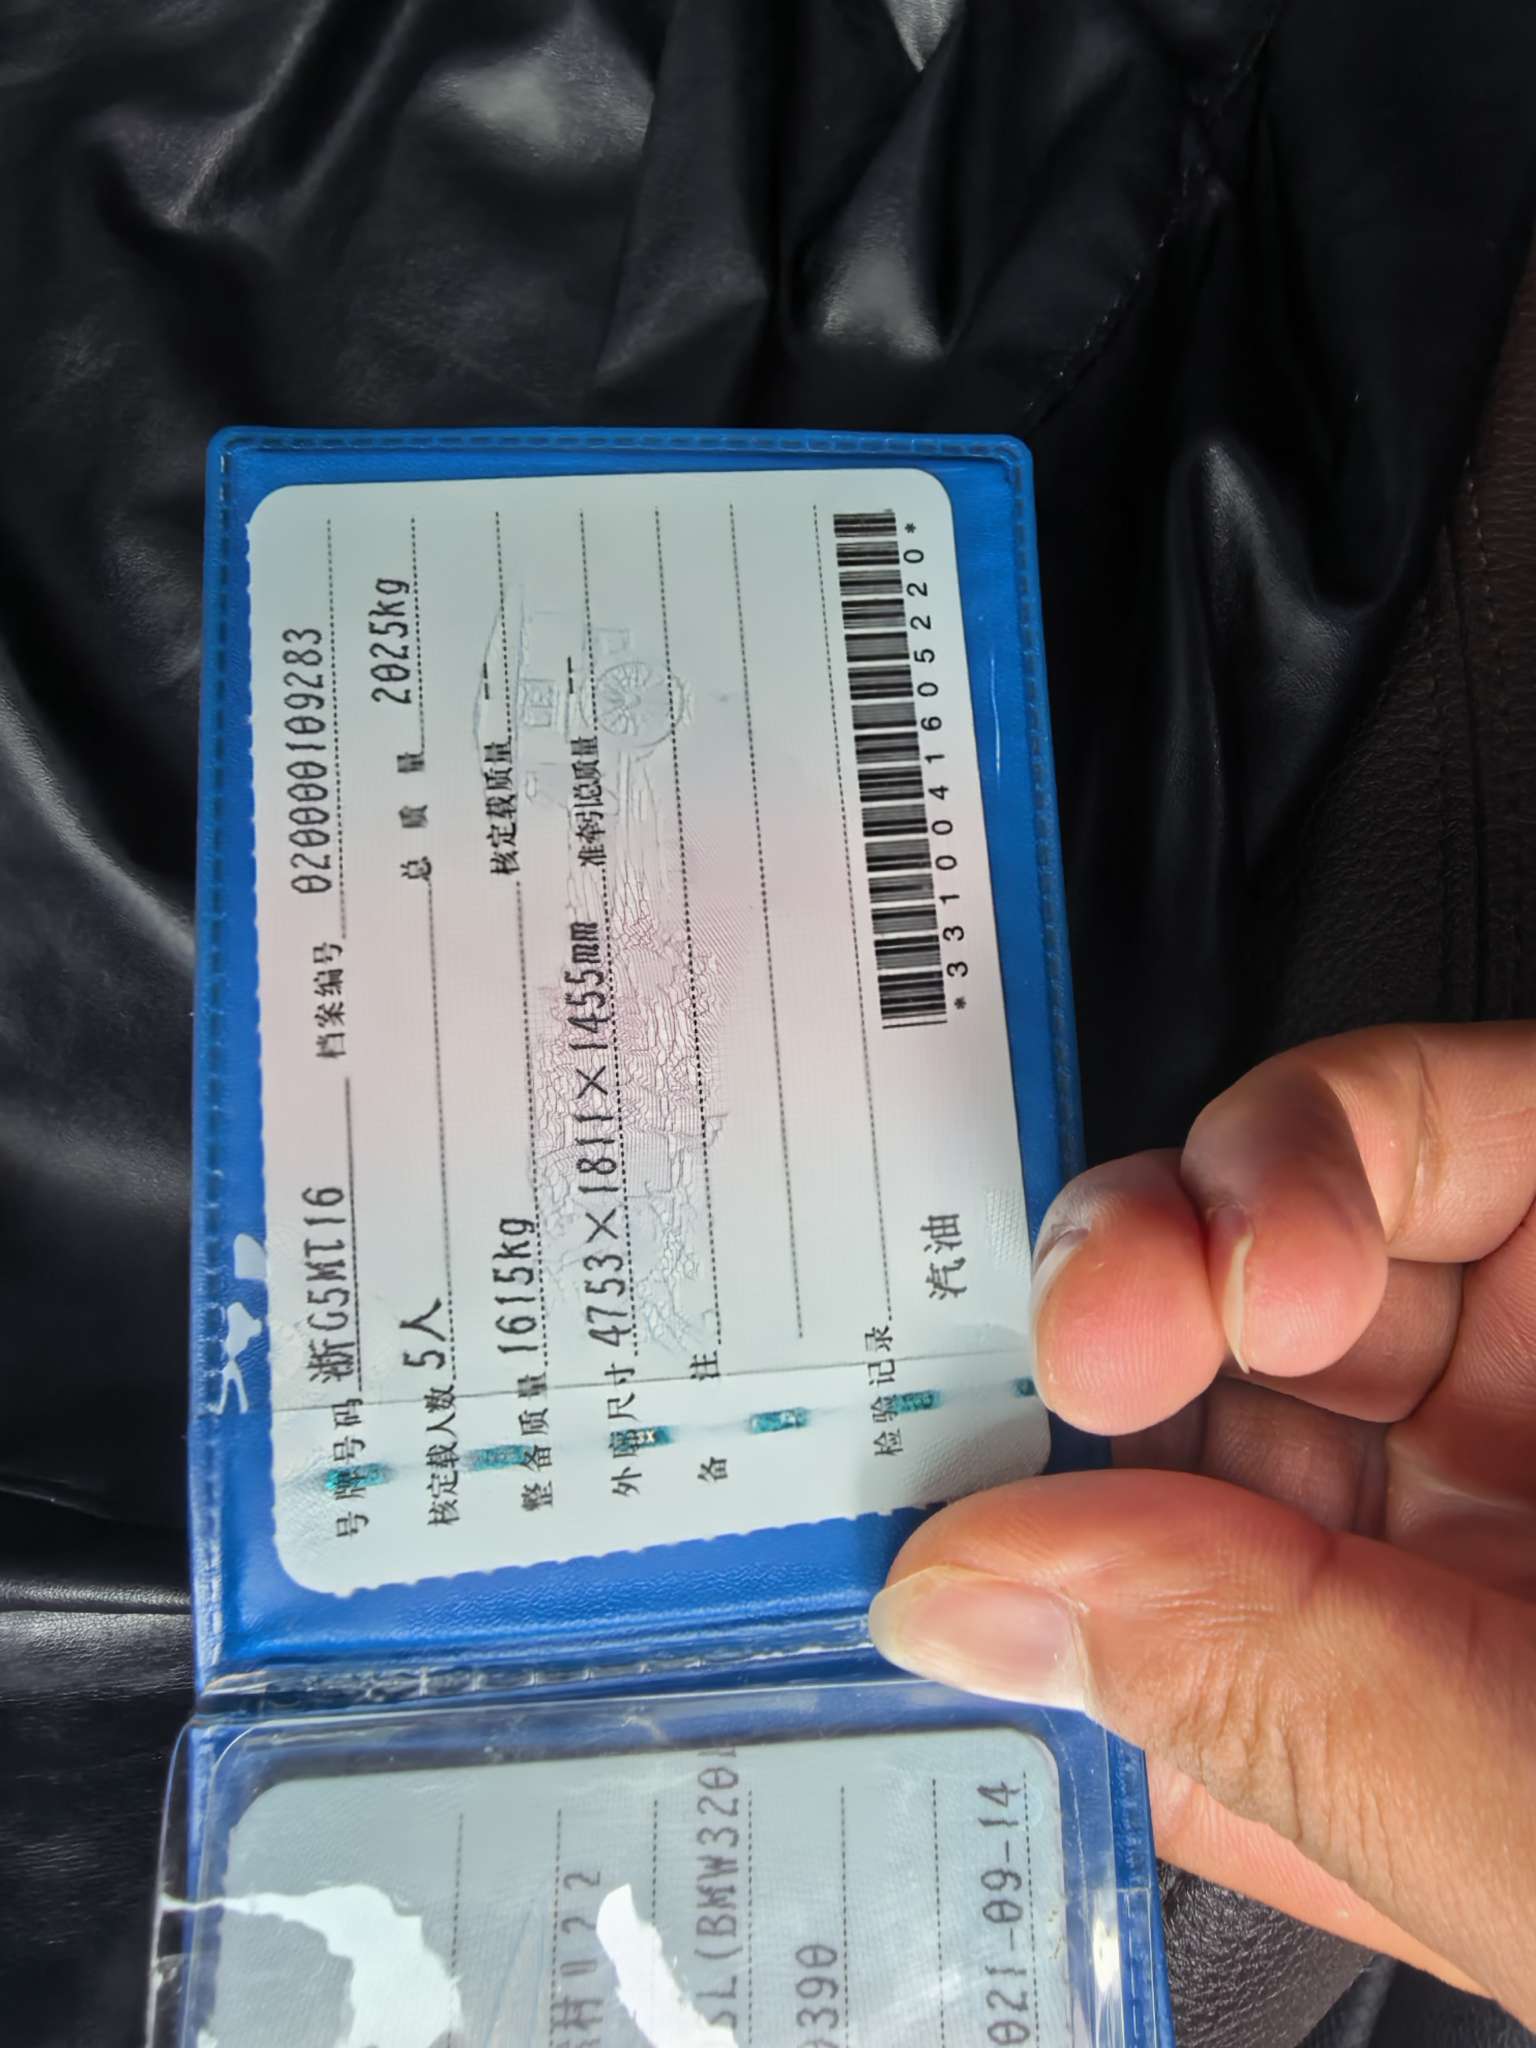 号牌号码 浙G5MT16 档案编号 020000109283
核定载人数 5人 总质量 2025kg
整备质量 1615kg 核定载质量 --
外廓尺寸 4753×1811×1455mm 准牵引总质量 --
备注
检验记录
汽油 *3310041605220*
SL(BMW320
9390
021-09-14